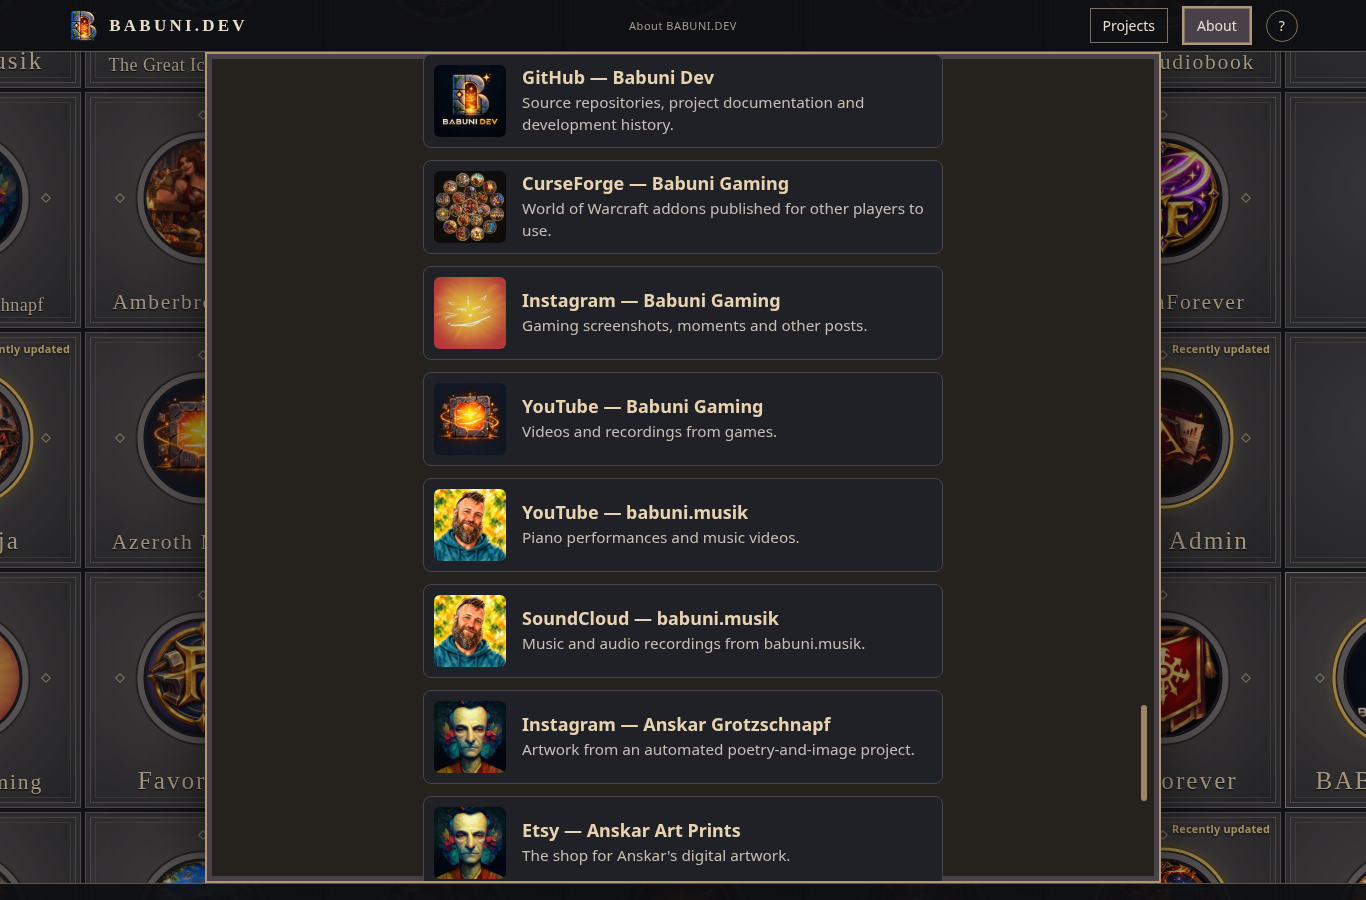 BABUNI.DEV
About BABUNI.DEV
Projects
About
?
usik
The Great Ic
udiobook
hnapf
Amberbr
Forever
ntly updated
Recently updated
ja
Azeroth
Admin
ning
Favor
orever
BAB
Recently updated
GitHub — Babuni Dev
Source repositories, project documentation and
development history.
BABUNI DEV
CurseForge — Babuni Gaming
World of Warcraft addons published for other players to
use.
Instagram — Babuni Gaming
Gaming screenshots, moments and other posts.
YouTube — Babuni Gaming
Videos and recordings from games.
YouTube — babuni.musik
Piano performances and music videos.
SoundCloud — babuni.musik
Music and audio recordings from babuni.musik.
Instagram — Anskar Grotzschnapf
Artwork from an automated poetry-and-image project.
Etsy — Anskar Art Prints
The shop for Anskar's digital artwork.